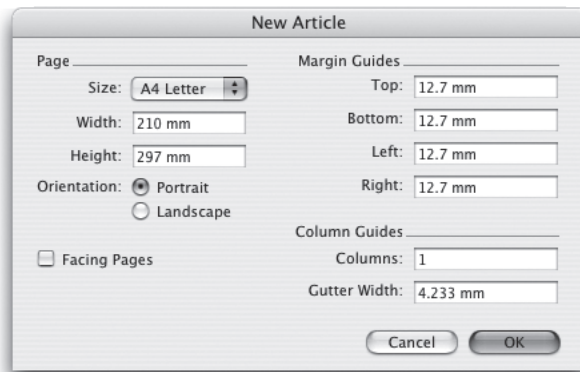 New Article
Page
Size: A4 Letter
Width: 210 mm
Height: 297 mm
Orientation: Portrait
Landscape
Facing Pages
Margin Guides
Top: 12.7 mm
Bottom: 12.7 mm
Left: 12.7 mm
Right: 12.7 mm
Column Guides
Columns: 1
Gutter Width: 4.233 mm
Cancel OK